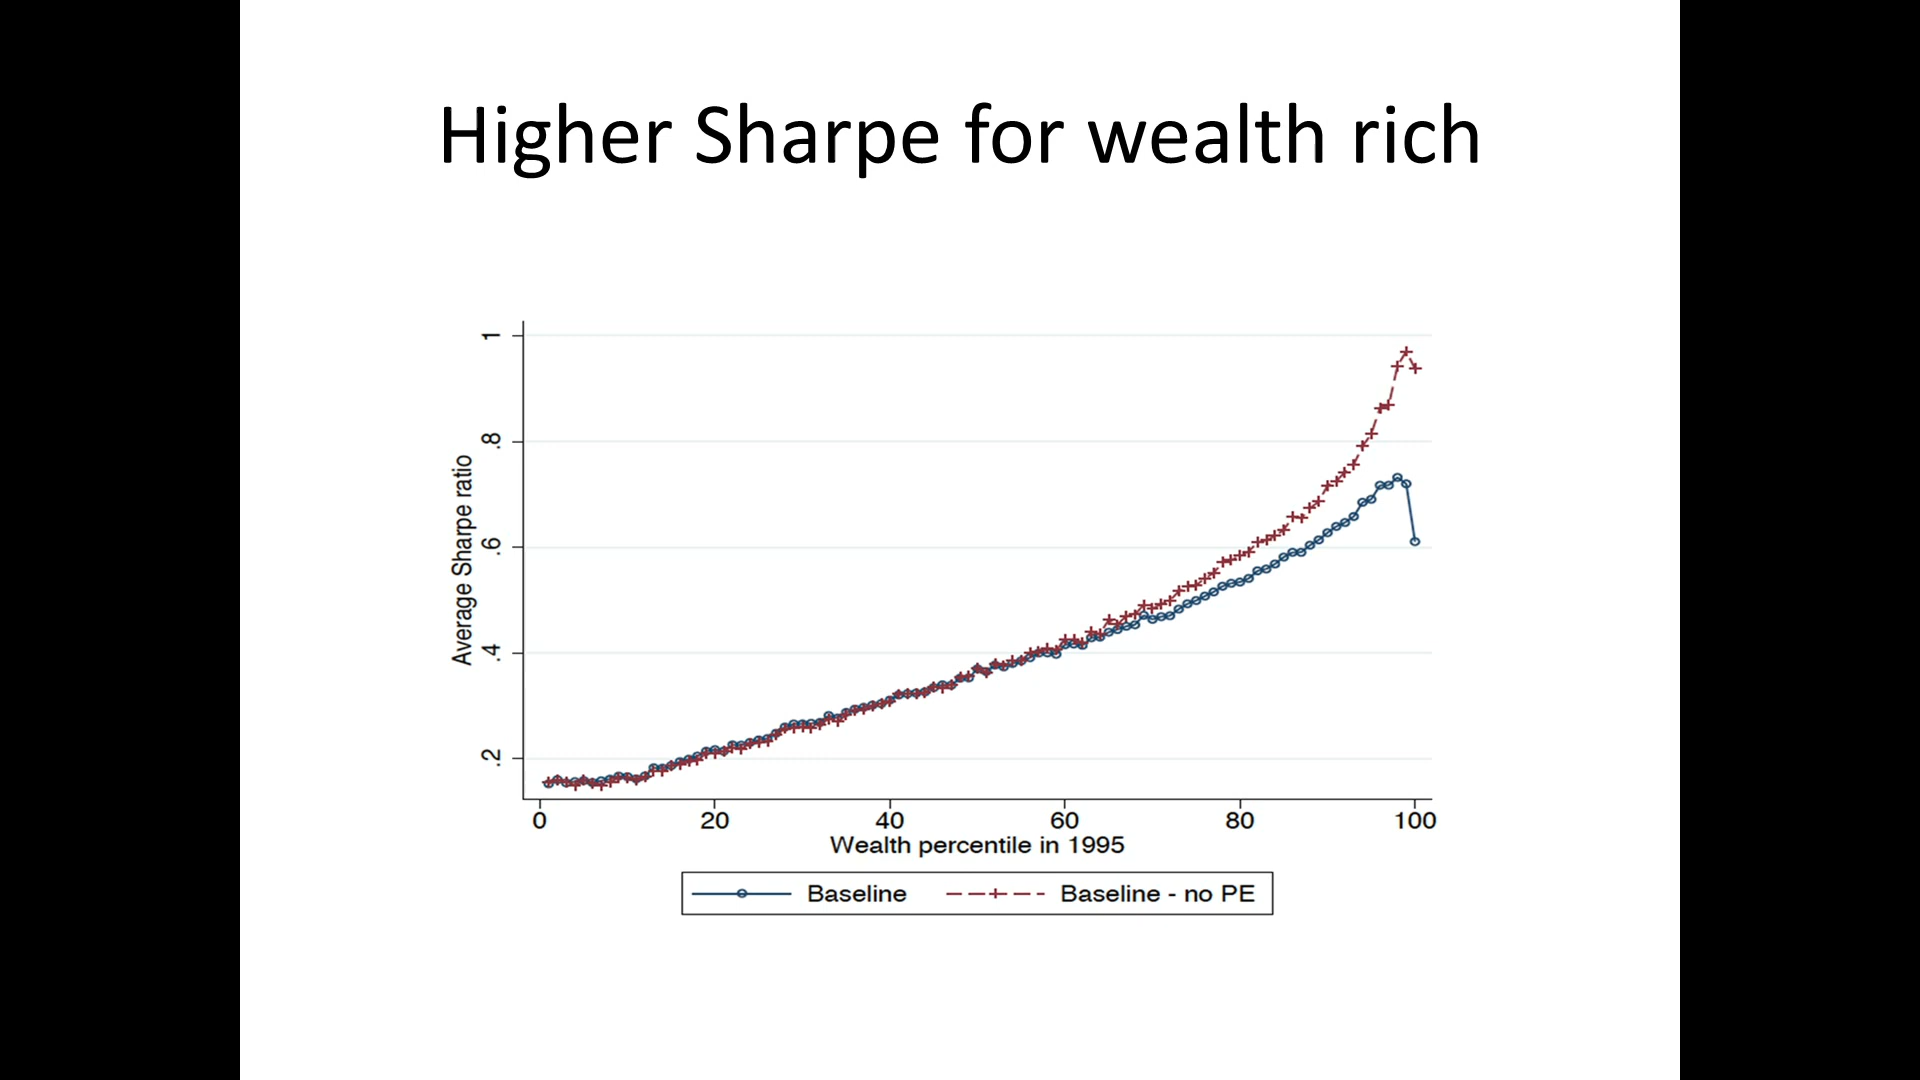 Higher Sharpe for wealth rich
Average Sharpe ratio
1
.8
.6
.4
.2
0 20 40 60 80 100
Wealth percentile in 1995
Baseline Baseline - no PE